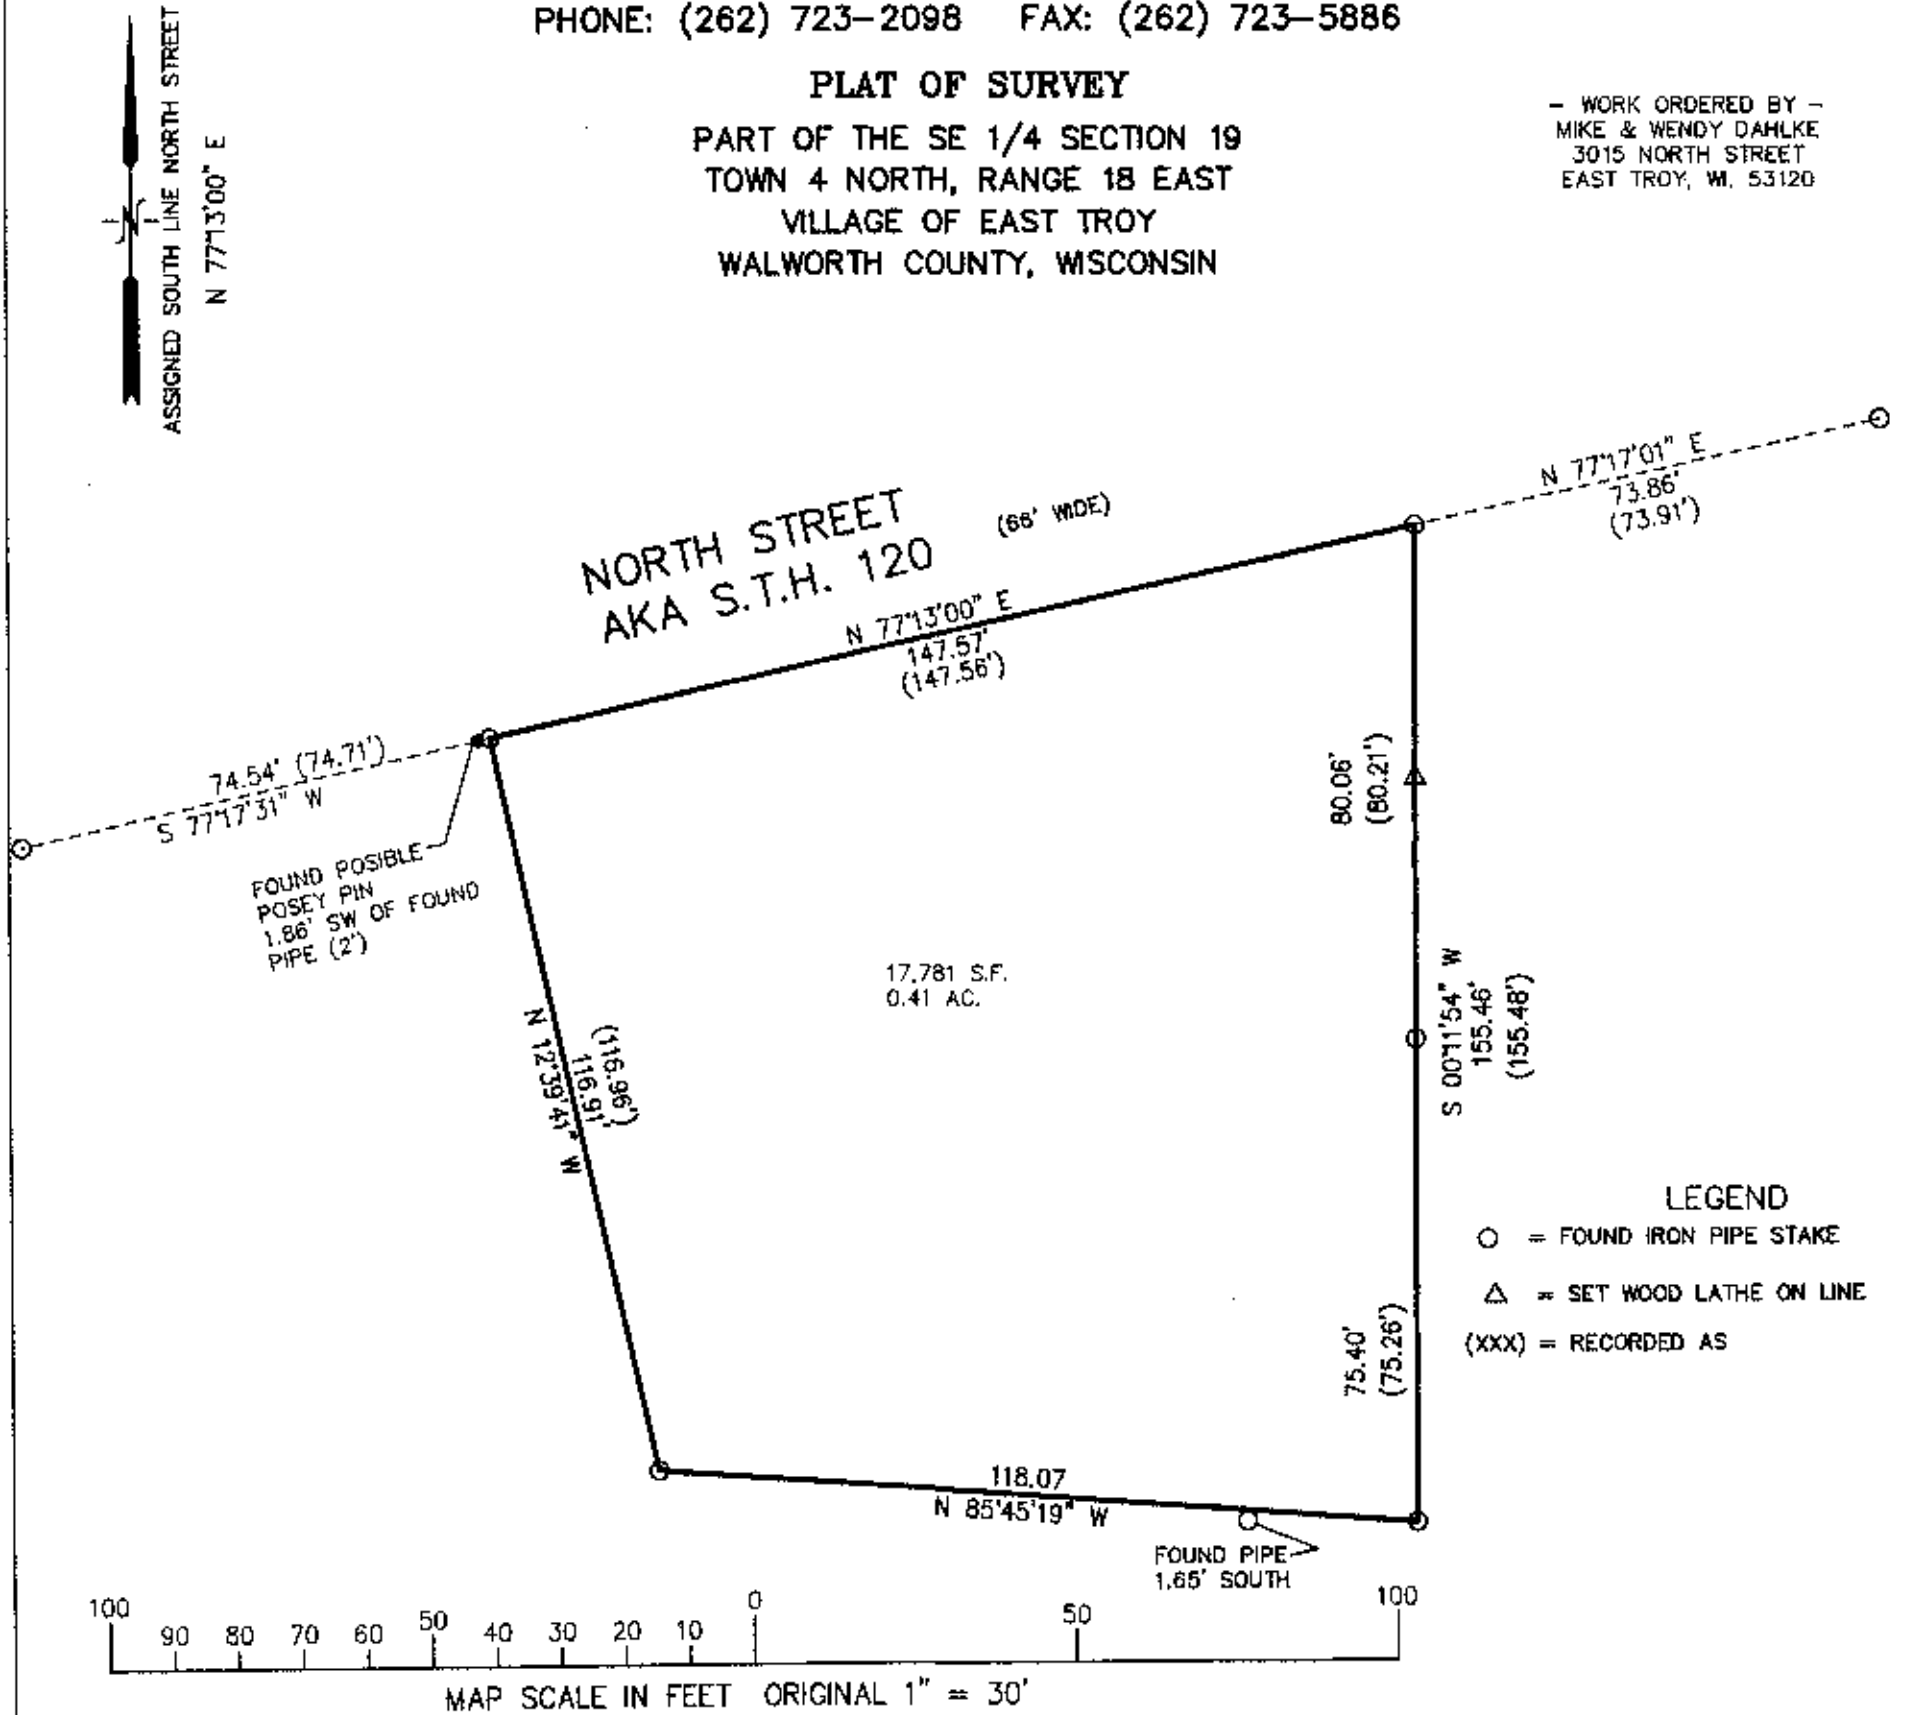 PHONE: (262) 723-2098 FAX: (262) 723-5886
PLAT OF SURVEY
PART OF THE SE 1/4 SECTION 19
TOWN 4 NORTH, RANGE 18 EAST
VILLAGE OF EAST TROY
WALWORTH COUNTY, WISCONSIN
- WORK ORDERED BY -
MIKE & WENDY DAHLKE
3015 NORTH STREET
EAST TROY, WI. 53120
ASSIGNED SOUTH LINE NORTH STREET
N 77°13'00" E
N
N 77°17'01" E
73.86'
(73.91')
NORTH STREET
AKA S.T.H. 120
(66' WIDE)
N 77°13'00" E
147.57'
(147.56')
74.54' (74.71')
S 77°17'31" W
FOUND POSIBLE
POSEY PIN
1.86' SW OF FOUND
PIPE (2')
80.06'
(80.21')
17,781 S.F.
0.41 AC.
N 12°39'41" W
116.91'
(116.96')
S 00°11'54" W
155.46'
(155.48')
75.40'
(75.26')
LEGEND
= FOUND IRON PIPE STAKE
= SET WOOD LATHE ON LINE
(XXX) = RECORDED AS
118.07
N 85°45'19" W
FOUND PIPE
1.65' SOUTH
100 90 80 70 60 50 40 30 20 10 0 50 100
MAP SCALE IN FEET ORIGINAL 1" = 30'